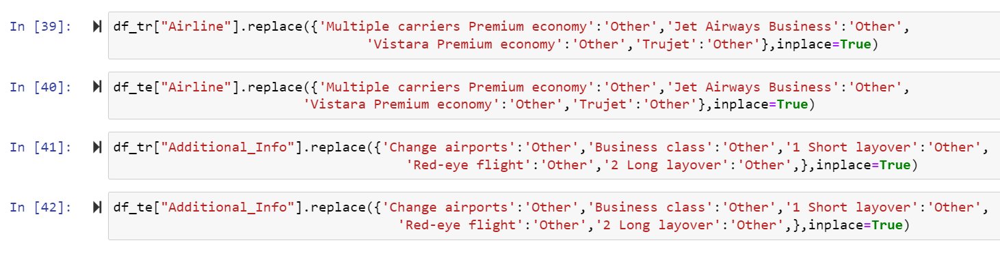 In [39]: df_tr["Airline"].replace({'Multiple carriers Premium economy':'Other','Jet Airways Business':'Other',
'Vistara Premium economy':'Other','Trujet':'Other'},inplace=True)
In [40]: df_te["Airline"].replace({'Multiple carriers Premium economy':'Other','Jet Airways Business':'Other',
'Vistara Premium economy':'Other','Trujet':'Other'},inplace=True)
In [41]: df_tr["Additional_Info"].replace({'Change airports':'Other','Business class':'Other','1 Short layover':'Other',
'Red-eye flight':'Other','2 Long layover':'Other',},inplace=True)
In [42]: df_te["Additional_Info"].replace({'Change airports':'Other','Business class':'Other','1 Short layover':'Other',
'Red-eye flight':'Other','2 Long layover':'Other',},inplace=True)